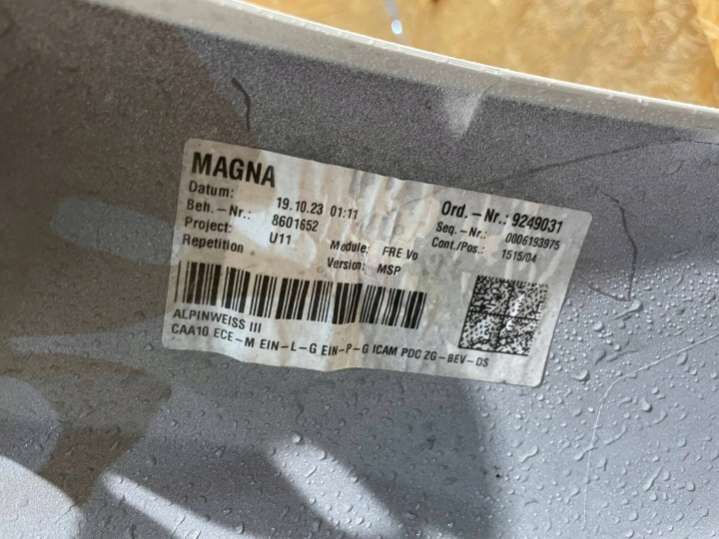 MAGNA
Datum: 19.10.23 01:11
Ord.-Nr.: 9249031
Beh.-Nr.: 8601652
Seq.-Nr.: 0006193975
Project: U11
Module: FRE Vo
Cont./Pos.: 1515/04
Repetition
Version: MSP
ALPINWEISS III
CAA10 ECE-M EIN-L-G EIN-P-G ICAM PDC ZG-BEV-DS